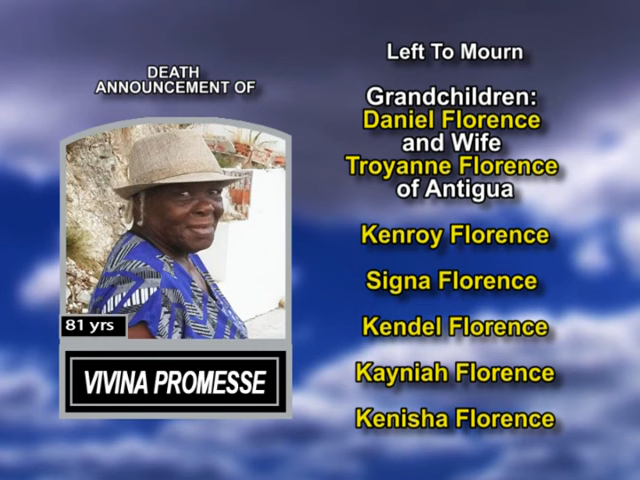 DEATH
ANNOUNCEMENT OF
81 yrs
VIVINA PROMESSE
Left To Mourn
Grandchildren:
Daniel Florence
and Wife
Troyanne Florence
of Antigua
Kenroy Florence
Signa Florence
Kendel Florence
Kayniah Florence
Kenisha Florence